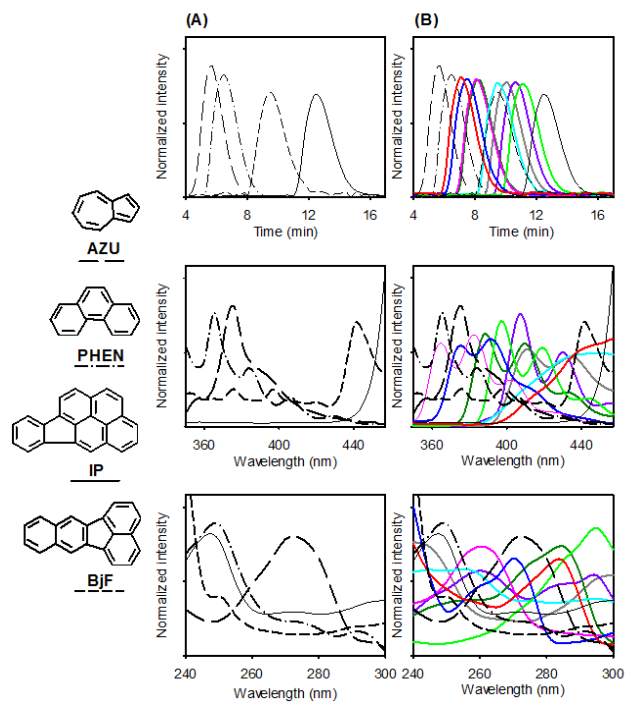 (A) (B)
Normalized intensity Normalized intensity
4 8 12 16 4 8 12 16
Time (min) Time (min)
AZU
PHEN
Normalized intensity Normalized intensity
360 400 440 360 400 440
Wavelength (nm) Wavelength (nm)
IP
BjF
Normalized intensity Normalized intensity
240 260 280 300 240 260 280 300
Wavelength (nm) Wavelength (nm)